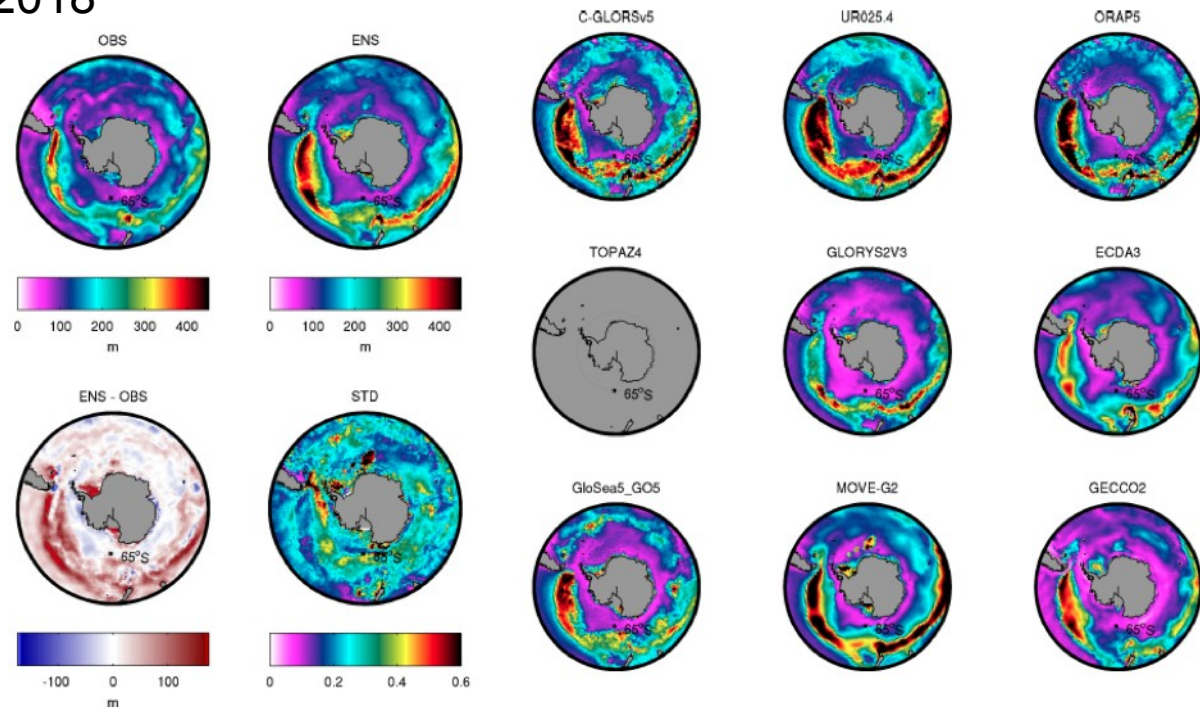 2018
OBS
ENS
65°S
65°S
0 100 200 300 400
m
0 100 200 300 400
m
ENS - OBS
STD
65°S
65°S
-100 0 100
m
0 0.2 0.4 0.6
C-GLORSv5
UR025.4
ORAP5
65°S
65°S
65°S
TOPAZ4
GLORYS2V3
ECDA3
65°S
65°S
65°S
GloSea5_GO5
MOVE-G2
GECCO2
65°S
65°S
65°S